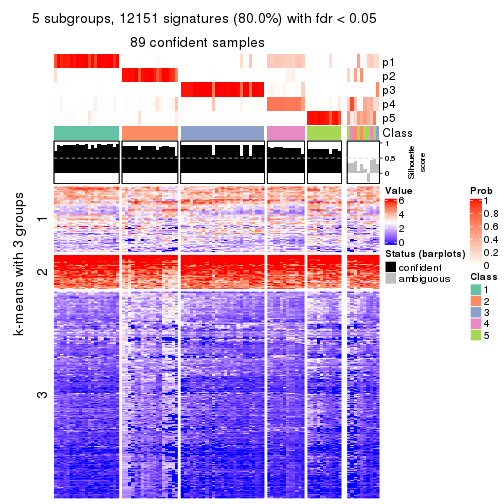 5 subgroups, 12151 signatures (80.0%) with fdr < 0.05
89 confident samples
p1
p2
p3
p4
p5
Class
1
0.5
0
Silhouette
score
k-means with 3 groups
1
2
3
Value
6
4
2
0
Status (barplots)
confident
ambiguous
Prob
1
0.8
0.6
0.4
0.2
0
Class
1
2
3
4
5